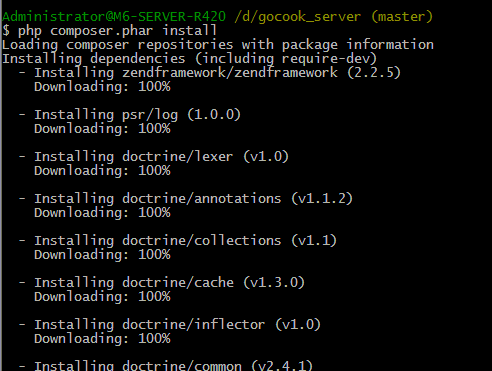 Administrator@M6-SERVER-R420 /d/gocook_server (master)
$ php composer.phar install
Loading composer repositories with package information
Installing dependencies (including require-dev)
- Installing zendframework/zendframework (2.2.5)
Downloading: 100%
- Installing psr/log (1.0.0)
Downloading: 100%
- Installing doctrine/lexer (v1.0)
Downloading: 100%
- Installing doctrine/annotations (v1.1.2)
Downloading: 100%
- Installing doctrine/collections (v1.1)
Downloading: 100%
- Installing doctrine/cache (v1.3.0)
Downloading: 100%
- Installing doctrine/inflector (v1.0)
Downloading: 100%
- Installing doctrine/common (v2.4.1)